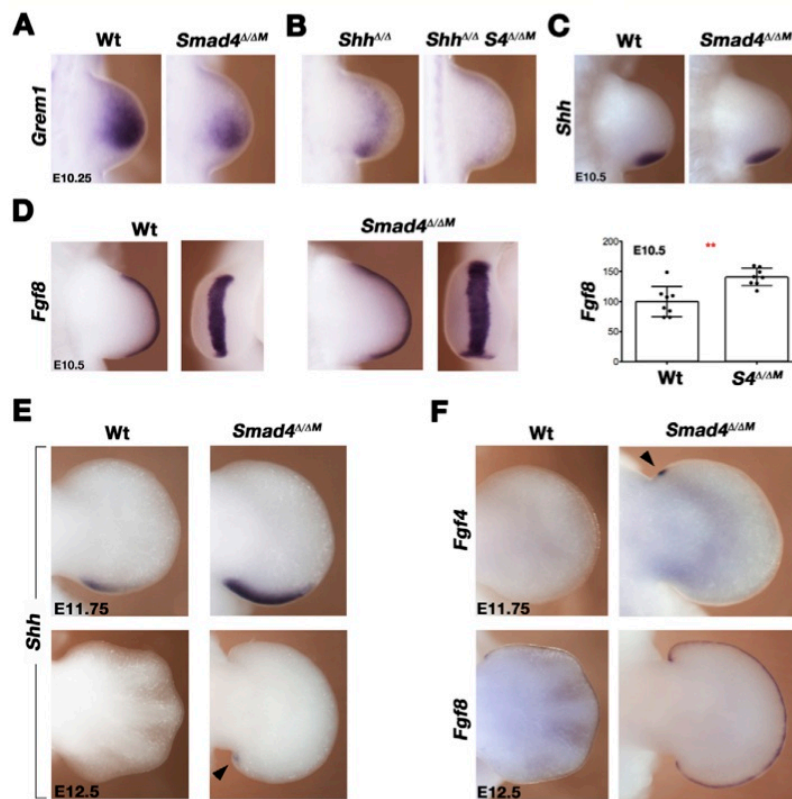 A
Wt
Smad4Δ/ΔM
Grem1
E10.25
B
ShhΔ/Δ
ShhΔ/Δ S4Δ/ΔM
C
Wt
Smad4Δ/ΔM
Shh
E10.5
D
Wt
Smad4Δ/ΔM
Fgf8
E10.5
Fgf8
200
150
100
50
0
E10.5
**
Wt
S4Δ/ΔM
E
Wt
Smad4Δ/ΔM
Shh
E11.75
E12.5
F
Wt
Smad4Δ/ΔM
Fgf4
E11.75
Fgf8
E12.5